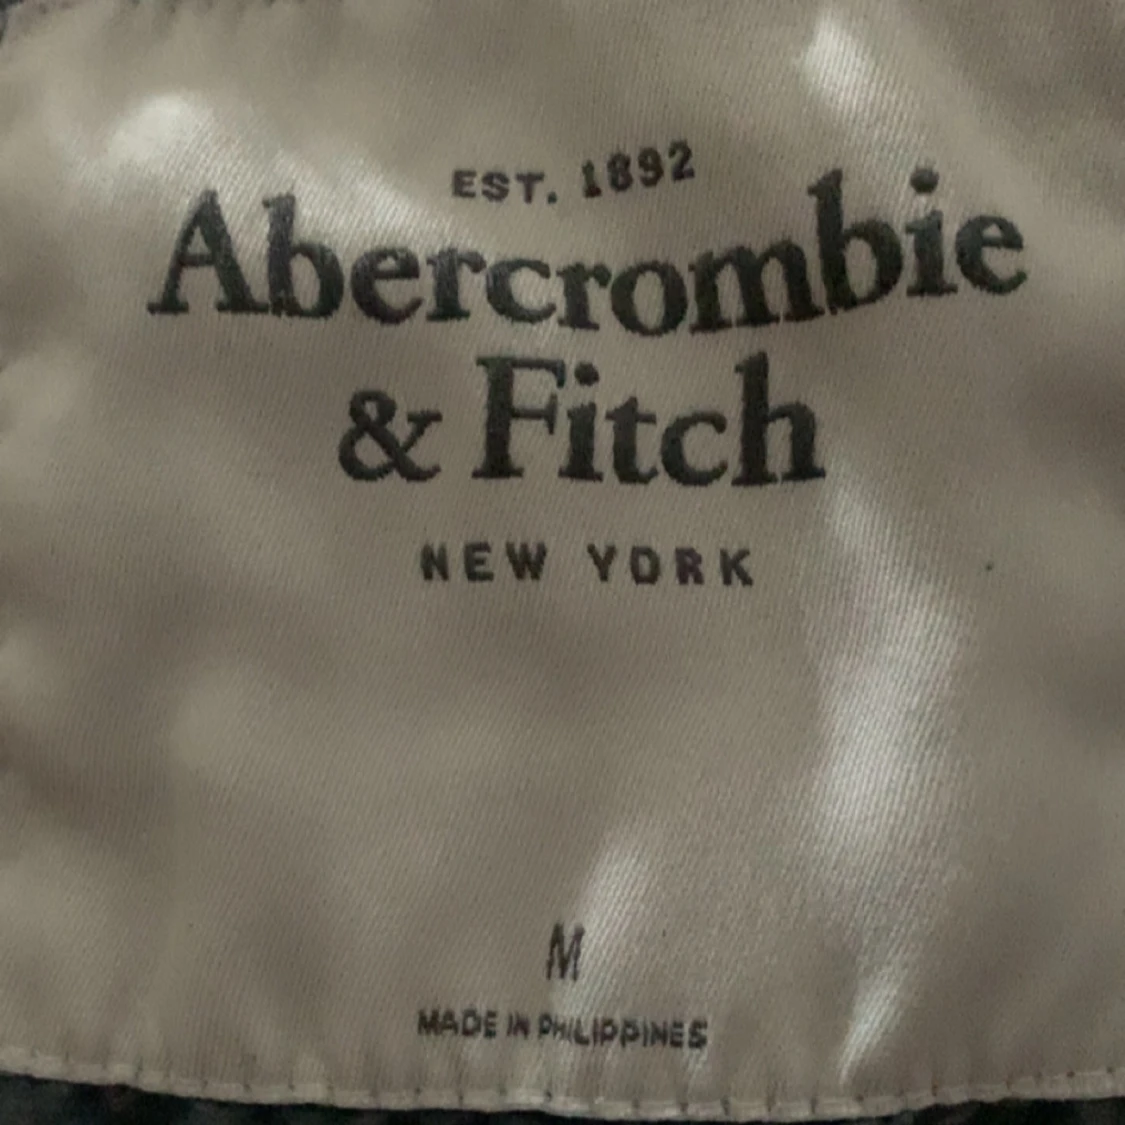 EST. 1892
Abercrombie
& Fitch
NEW YORK
M
MADE IN PHILIPPINES